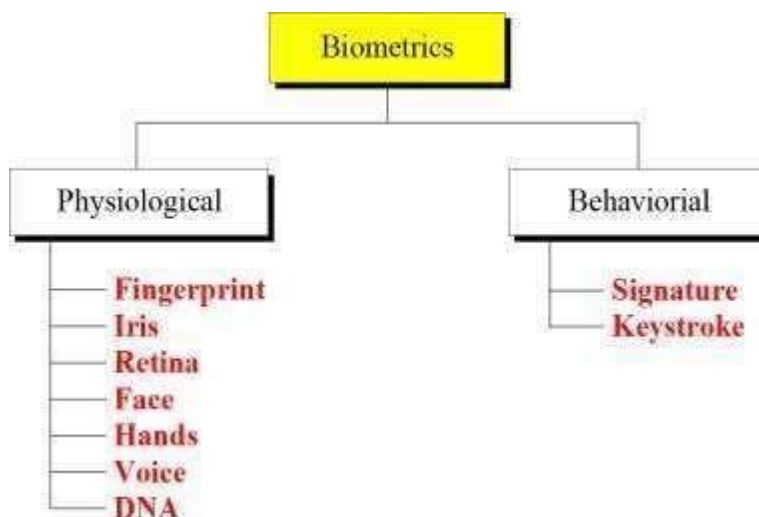 Biometrics
Physiological
Behaviorial
Fingerprint
Iris
Retina
Face
Hands
Voice
DNA
Signature
Keystroke